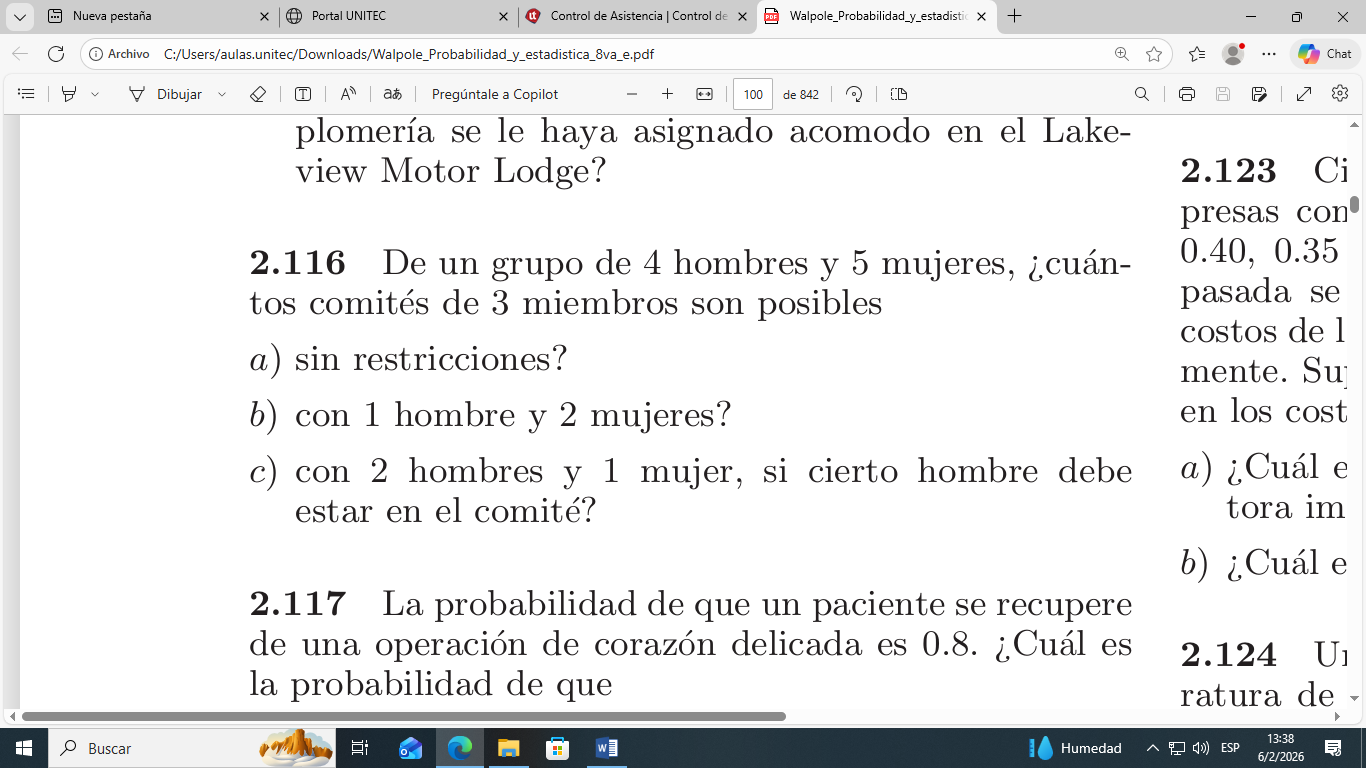 Nueva pestaña
Portal UNITEC
Control de Asistencia | Control de
Walpole_Probabilidad_y_estadistic
Archivo
C:/Users/aulas.unitec/Downloads/Walpole_Probabilidad_y_estadistica_8va_e.pdf
Chat
Dibujar
Pregúntale a Copilot
100
de 842
plomería se le haya asignado acomodo en el Lake-
view Motor Lodge?
2.116 De un grupo de 4 hombres y 5 mujeres, ¿cuán-
tos comités de 3 miembros son posibles
a) sin restricciones?
b) con 1 hombre y 2 mujeres?
c) con 2 hombres y 1 mujer, si cierto hombre debe
estar en el comité?
2.117 La probabilidad de que un paciente se recupere
de una operación de corazón delicada es 0.8. ¿Cuál es
la probabilidad de que
2.123 Ci
presas con
0.40, 0.35
pasada se
costos de l
mente. Su
en los cost
a) ¿Cuál e
tora im
b) ¿Cuál e
2.124 Un
ratura de
Buscar
Humedad
ESP
13:38
6/2/2026